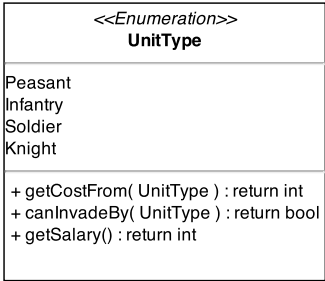 <<Enumeration>>
UnitType
Peasant
Infantry
Soldier
Knight
+ getCostFrom( UnitType ) : return int
+ canInvadeBy( UnitType ) : return bool
+ getSalary() : return int